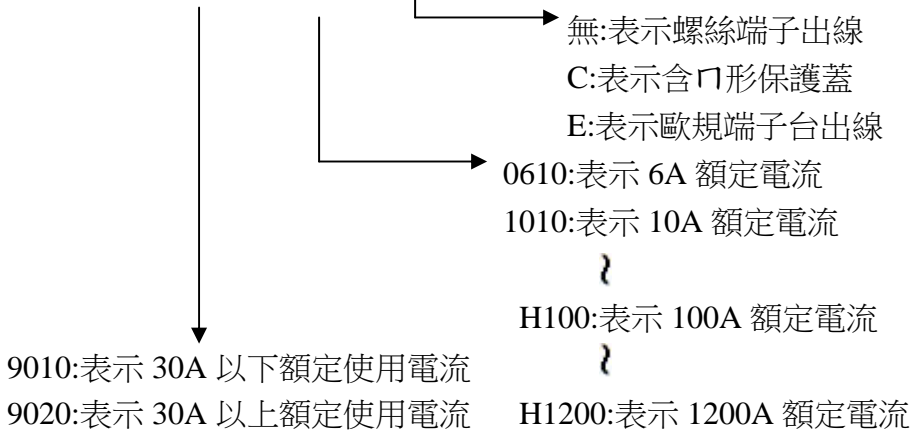 無:表示螺絲端子出線
C:表示含ㄇ形保護蓋
E:表示歐規端子台出線
0610:表示 6A 額定電流
1010:表示 10A 額定電流
~
H100:表示 100A 額定電流
~
9010:表示 30A 以下額定使用電流
9020:表示 30A 以上額定使用電流 H1200:表示 1200A 額定電流